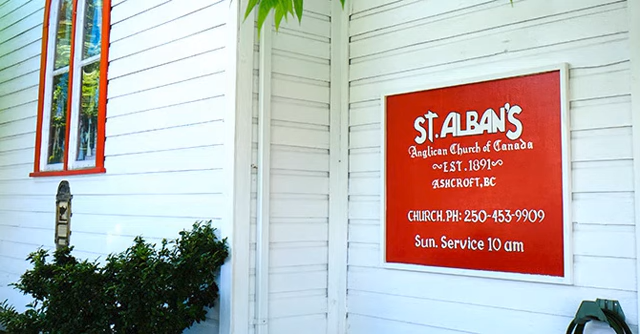 ST. ALBAN'S
Anglican Church of Canada
~EST. 1891~
ASHCROFT, BC
CHURCH. PH: 250-453-9909
Sun. Service 10 am